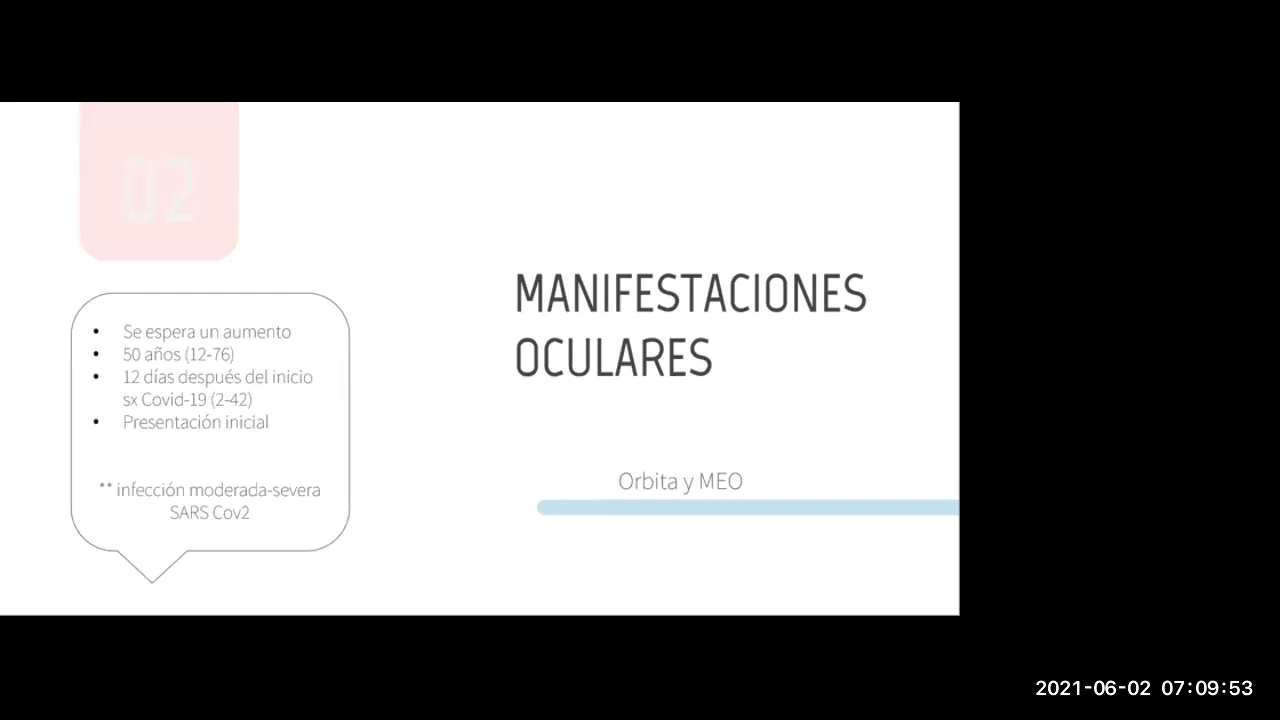 02
MANIFESTACIONES
OCULARES
Orbita y MEO
• Se espera un aumento
• 50 años (12-76)
• 12 días después del inicio
sx Covid-19 (2-42)
• Presentación inicial
** infección moderada-severa
SARS Cov2
2021-06-02 07:09:53